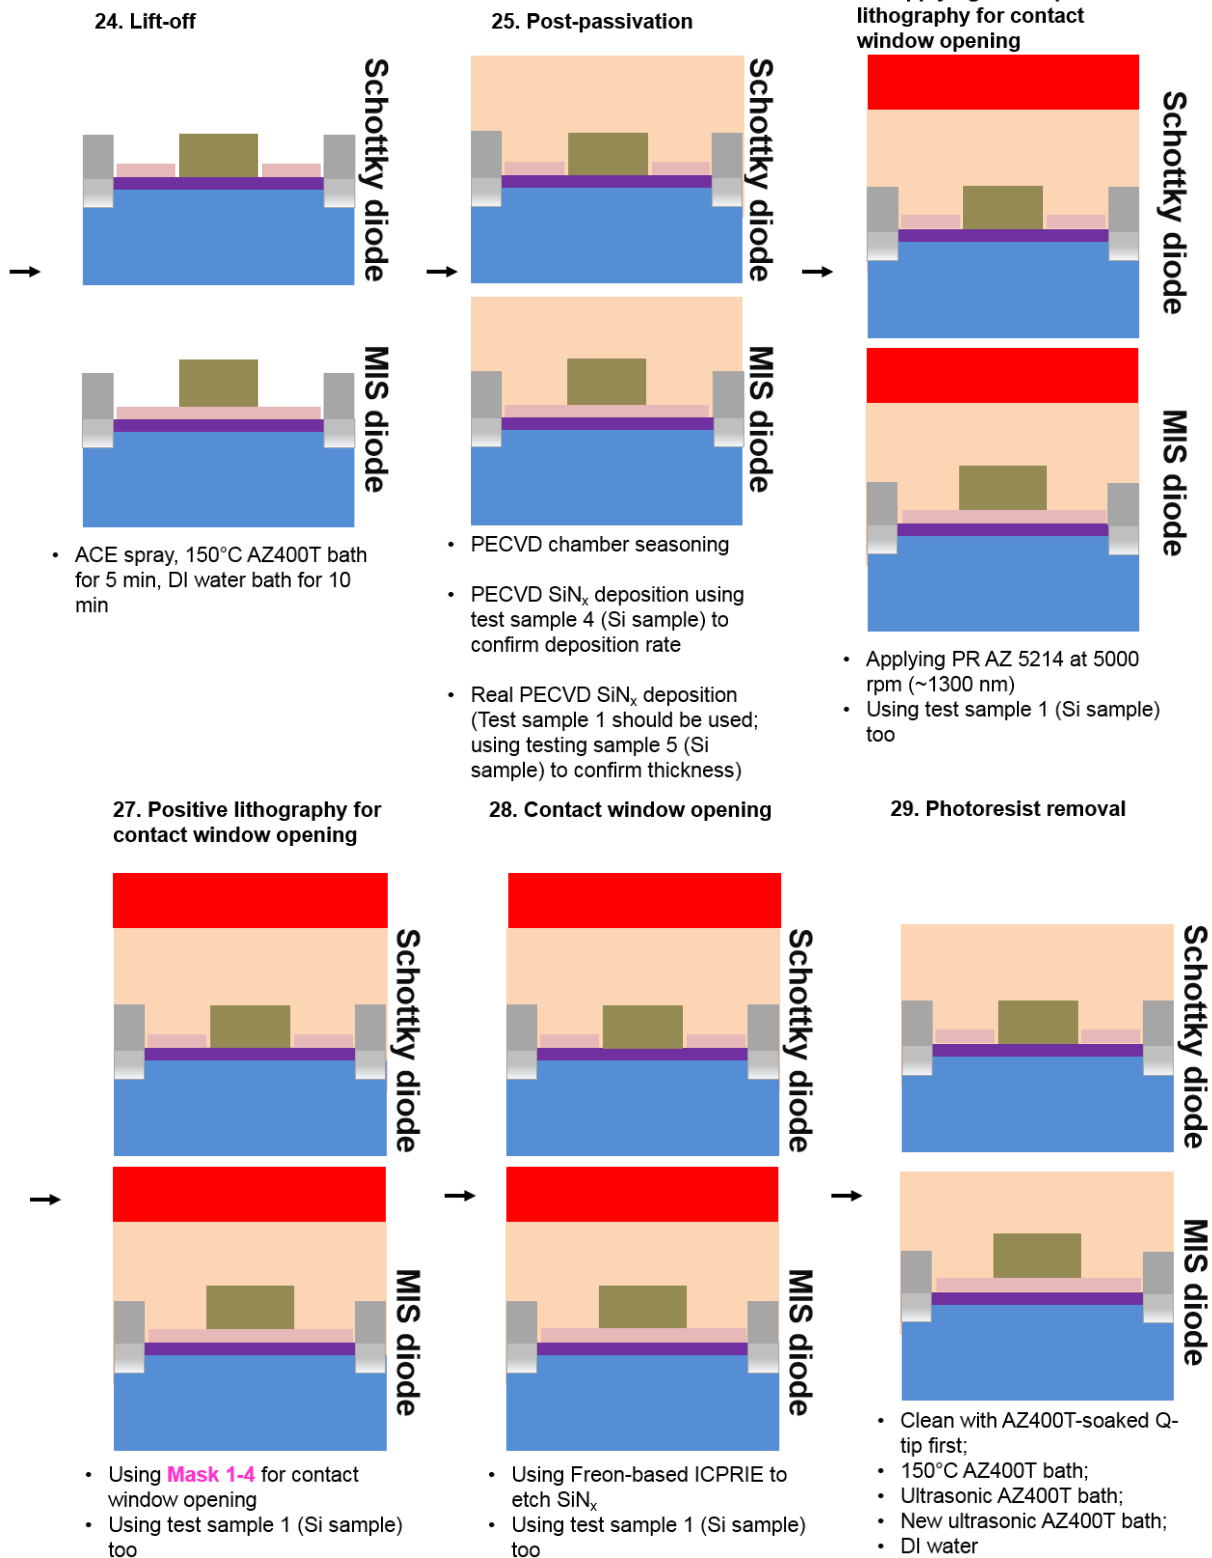 24. Lift-off
Schottky diode
MIS diode
• ACE spray, 150°C AZ400T bath
for 5 min, DI water bath for 10
min
25. Post-passivation
Schottky diode
MIS diode
• PECVD chamber seasoning
• PECVD SiNx deposition using
test sample 4 (Si sample) to
confirm deposition rate
• Real PECVD SiNx deposition
(Test sample 1 should be used;
using testing sample 5 (Si
sample) to confirm thickness)
lithography for contact
window opening
Schottky diode
MIS diode
• Applying PR AZ 5214 at 5000
rpm (~1300 nm)
• Using test sample 1 (Si sample)
too
27. Positive lithography for
contact window opening
Schottky diode
MIS diode
• Using Mask 1-4 for contact
window opening
• Using test sample 1 (Si sample)
too
28. Contact window opening
Schottky diode
MIS diode
• Using Freon-based ICPRIE to
etch SiNx
• Using test sample 1 (Si sample)
too
29. Photoresist removal
Schottky diode
MIS diode
• Clean with AZ400T-soaked Q-
tip first;
• 150°C AZ400T bath;
• Ultrasonic AZ400T bath;
• New ultrasonic AZ400T bath;
• DI water